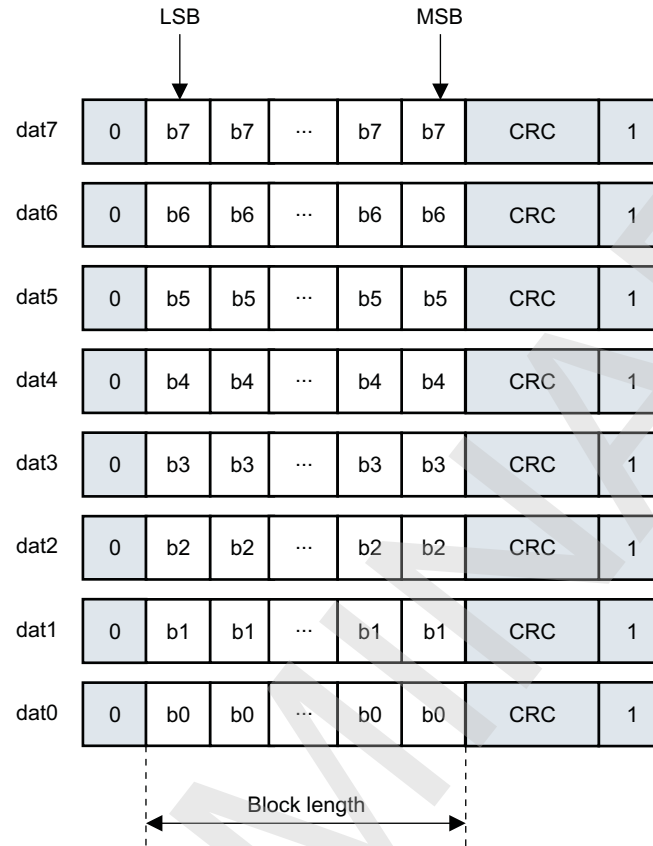 LSB MSB
dat7 0 b7 b7 ... b7 b7 CRC 1
dat6 0 b6 b6 ... b6 b6 CRC 1
dat5 0 b5 b5 ... b5 b5 CRC 1
dat4 0 b4 b4 ... b4 b4 CRC 1
dat3 0 b3 b3 ... b3 b3 CRC 1
dat2 0 b2 b2 ... b2 b2 CRC 1
dat1 0 b1 b1 ... b1 b1 CRC 1
dat0 0 b0 b0 ... b0 b0 CRC 1
Block length